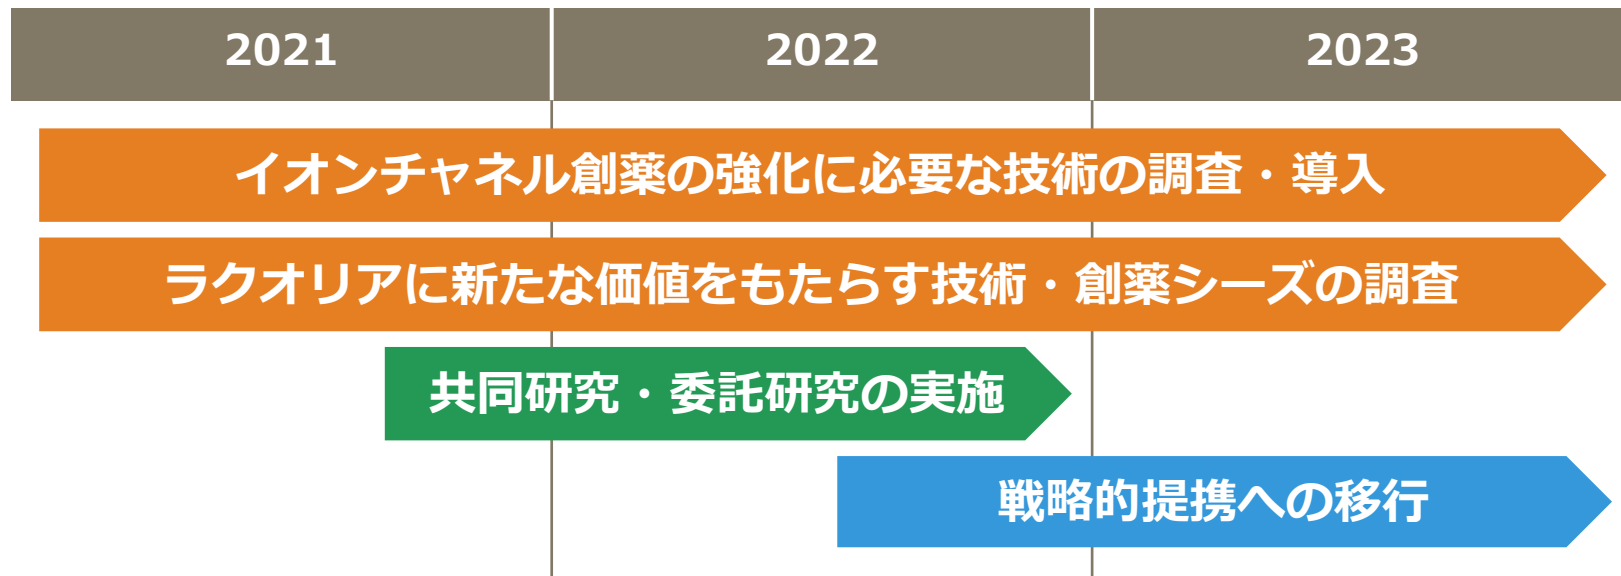 2021
2022
2023
イオンチャネル創薬の強化に必要な技術の調査・導入
ラクオリアに新たな価値をもたらす技術・創薬シーズの調査
共同研究・委託研究の実施
戦略的提携への移行